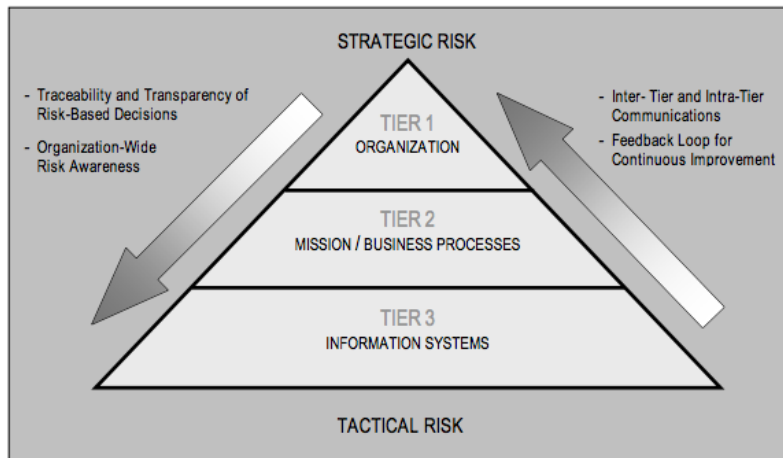 STRATEGIC RISK
- Traceability and Transparency of
Risk-Based Decisions
- Organization-Wide
Risk Awareness
- Inter- Tier and Intra-Tier
Communications
- Feedback Loop for
Continuous Improvement
TIER 1
ORGANIZATION
TIER 2
MISSION / BUSINESS PROCESSES
TIER 3
INFORMATION SYSTEMS
TACTICAL RISK